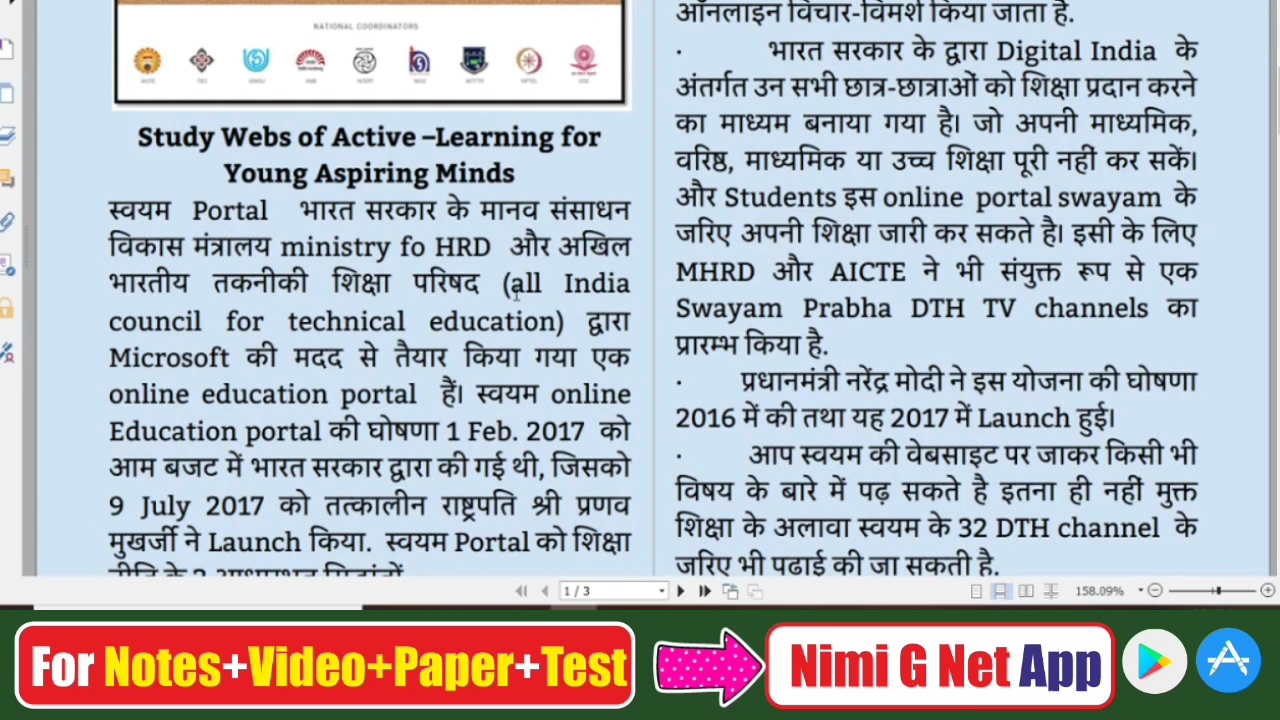 NATIONAL COORDINATORS
Study Webs of Active –Learning for
Young Aspiring Minds
स्वयम Portal भारत सरकार के मानव संसाधन
विकास मंत्रालय ministry fo HRD और अखिल
भारतीय तकनीकी शिक्षा परिषद (all India
council for technical education) द्वारा
Microsoft की मदद से तैयार किया गया एक
online education portal हैं। स्वयम online
Education portal की घोषणा 1 Feb. 2017 को
आम बजट में भारत सरकार द्वारा की गई थी, जिसको
9 July 2017 को तत्कालीन राष्ट्रपति श्री प्रणव
मुखर्जी ने Launch किया. स्वयम Portal को शिक्षा
ऑनलाइन विचार-विमर्श किया जाता है.
· भारत सरकार के द्वारा Digital India के
अंतर्गत उन सभी छात्र-छात्राओं को शिक्षा प्रदान करने
का माध्यम बनाया गया है। जो अपनी माध्यमिक,
वरिष्ठ, माध्यमिक या उच्च शिक्षा पूरी नहीं कर सकें।
और Students इस online portal swayam के
जरिए अपनी शिक्षा जारी कर सकते है। इसी के लिए
MHRD और AICTE ने भी संयुक्त रूप से एक
Swayam Prabha DTH TV channels का
प्रारम्भ किया है.
· प्रधानमंत्री नरेंद्र मोदी ने इस योजना की घोषणा
2016 में की तथा यह 2017 में Launch हुई।
· आप स्वयम की वेबसाइट पर जाकर किसी भी
विषय के बारे में पढ़ सकते है इतना ही नहीं मुक्त
शिक्षा के अलावा स्वयम के 32 DTH channel के
जरिए भी पढाई की जा सकती है.
1 / 3
158.09%
For Notes+Video+Paper+Test
Nimi G Net App